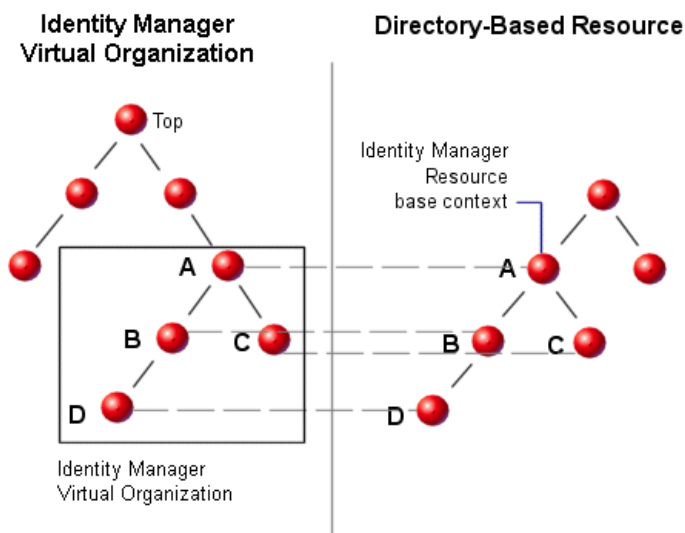 Identity Manager
Virtual Organization
Directory-Based Resource
Top
Identity Manager
Resource
base context
A
B
C
D
A
B
C
D
Identity Manager
Virtual Organization